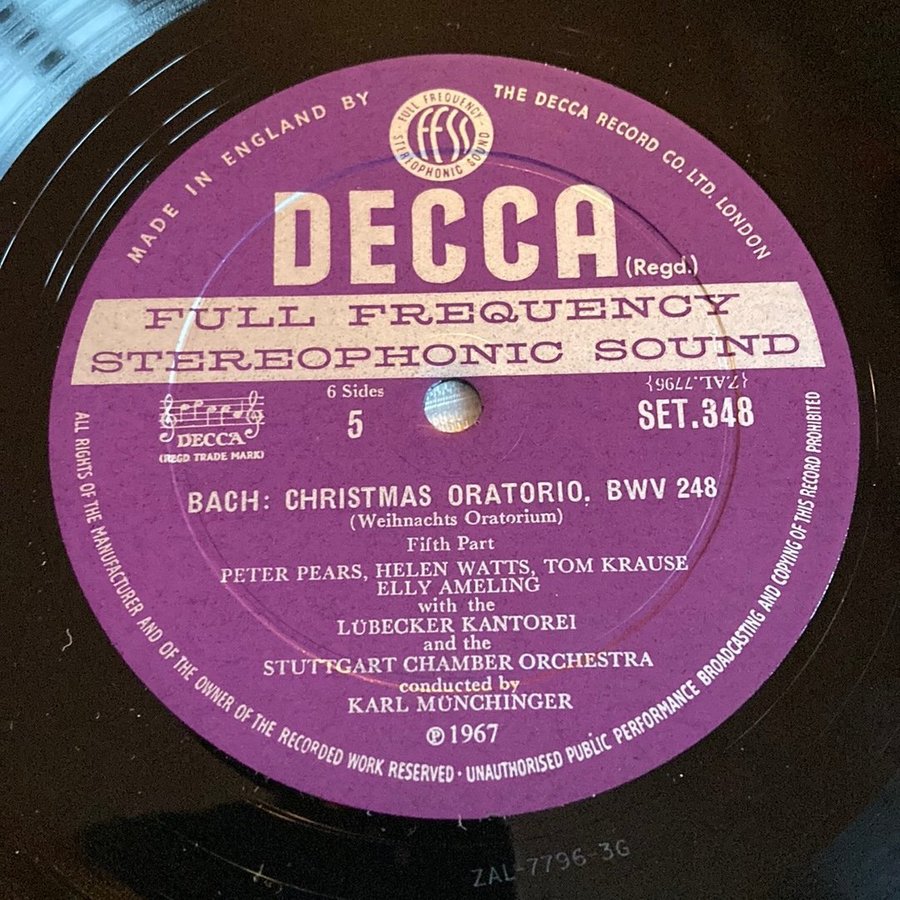 MADE IN ENGLAND BY
THE DECCA RECORD CO. LTD. LONDON
FULL FREQUENCY
FFSS
STEREOPHONIC SOUND
DECCA (Regd.)
FULL FREQUENCY
STEREOPHONIC SOUND
DECCA
(REGD TRADE MARK)
6 Sides
5
{ZAL.7796}
SET.348
BACH: CHRISTMAS ORATORIO. BWV 248
(Weihnachts Oratorium)
Fifth Part
PETER PEARS, HELEN WATTS, TOM KRAUSE
ELLY AMELING
with the
LÜBECKER KANTOREI
and the
STUTTGART CHAMBER ORCHESTRA
conducted by
KARL MÜNCHINGER
℗ 1967
ALL RIGHTS OF THE MANUFACTURER AND OF THE OWNER OF THE RECORDED WORK RESERVED · UNAUTHORISED PUBLIC PERFORMANCE BROADCASTING AND COPYING OF THIS RECORD PROHIBITED
ZAL-7796-3G